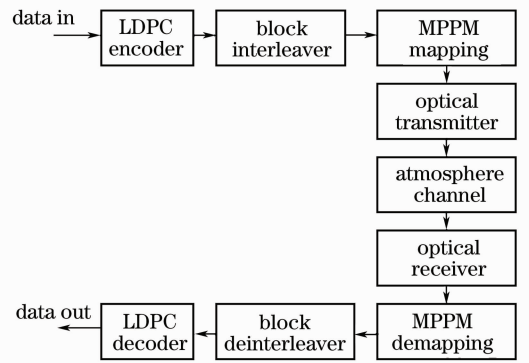 data in
LDPC
encoder
block
interleaver
MPPM
mapping
optical
transmitter
atmosphere
channel
optical
receiver
MPPM
demapping
block
deinterleaver
LDPC
decoder
data out